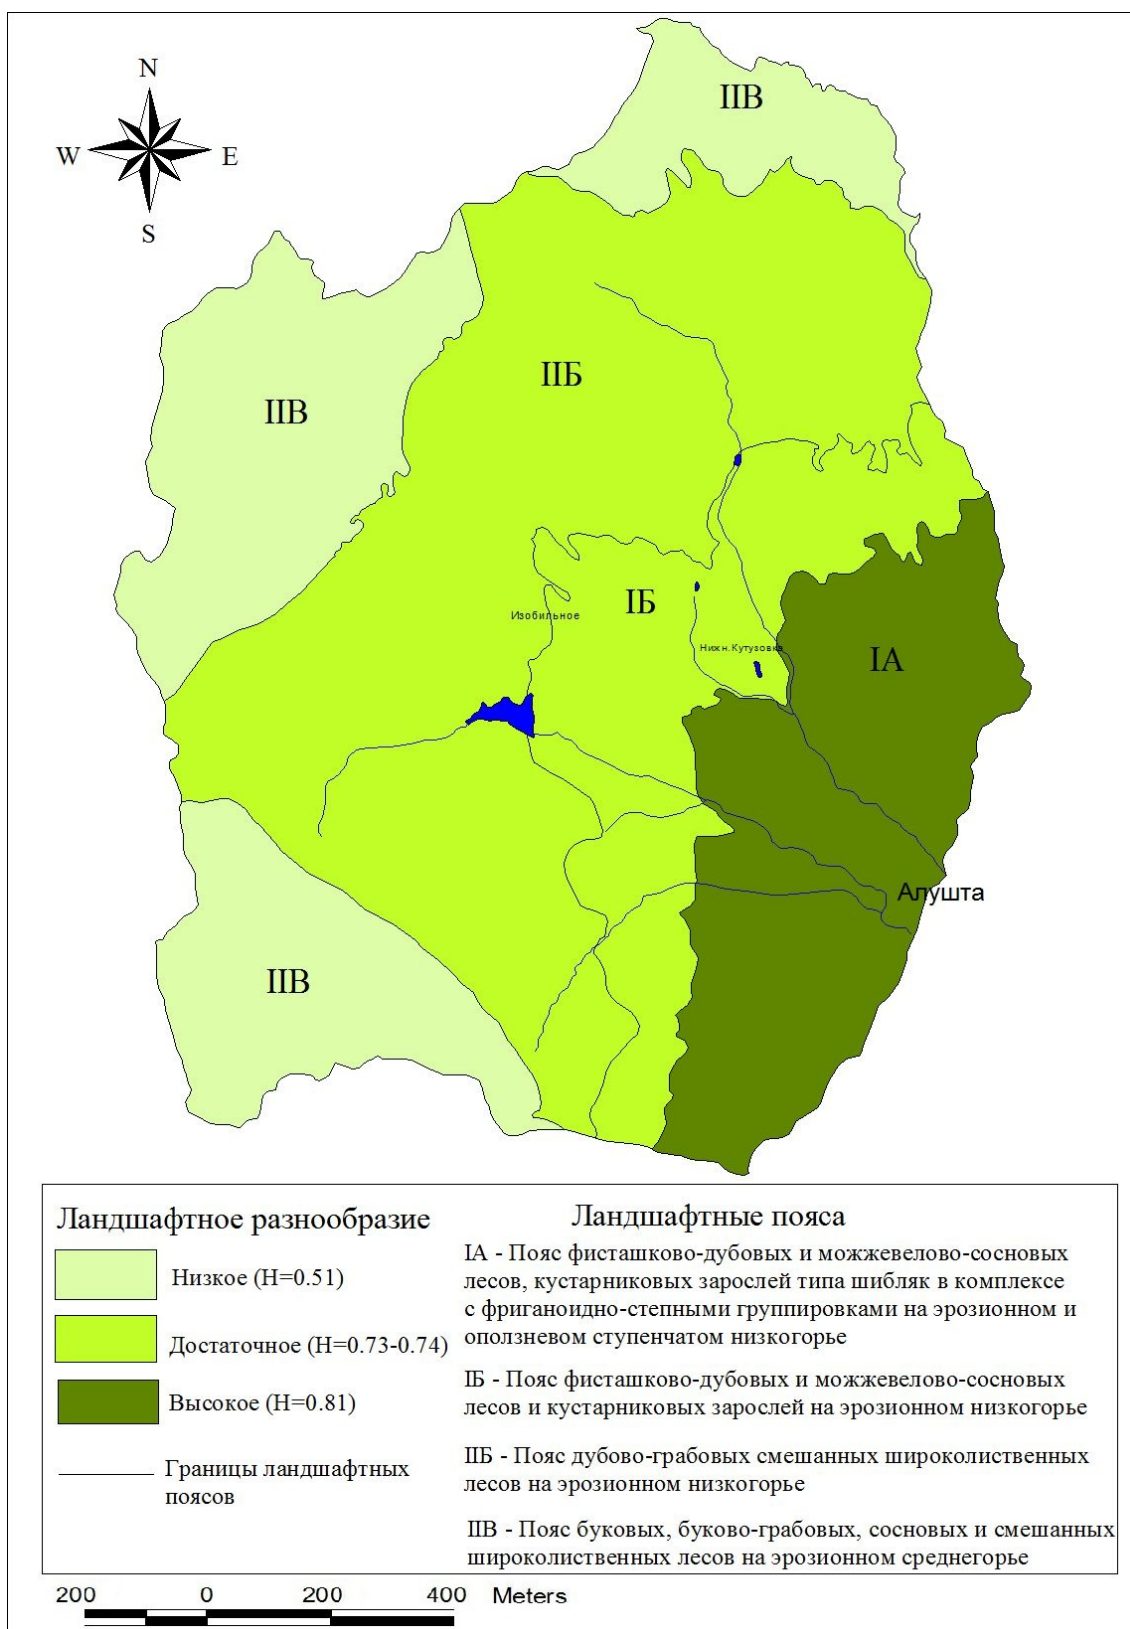 N
W
E
S
IIВ
IIБ
IIВ
IБ
Изобильное
Нижн.Кутузовка
IA
Алушта
IIВ
Ландшафтное разнообразие
Низкое (Н=0.51)
Достаточное (Н=0.73-0.74)
Высокое (Н=0.81)
Границы ландшафтных
поясов
Ландшафтные пояса
IА - Пояс фисташково-дубовых и можжевелово-сосновых
лесов, кустарниковых зарослей типа шибляк в комплексе
с фриганоидно-степными группировками на эрозионном и
оползневом ступенчатом низкогорье
IБ - Пояс фисташково-дубовых и можжевелово-сосновых
лесов и кустарниковых зарослей на эрозионном низкогорье
IIБ - Пояс дубово-грабовых смешанных широколиственных
лесов на эрозионном низкогорье
IIВ - Пояс буковых, буково-грабовых, сосновых и смешанных
широколиственных лесов на эрозионном среднегорье
200 0 200 400 Meters